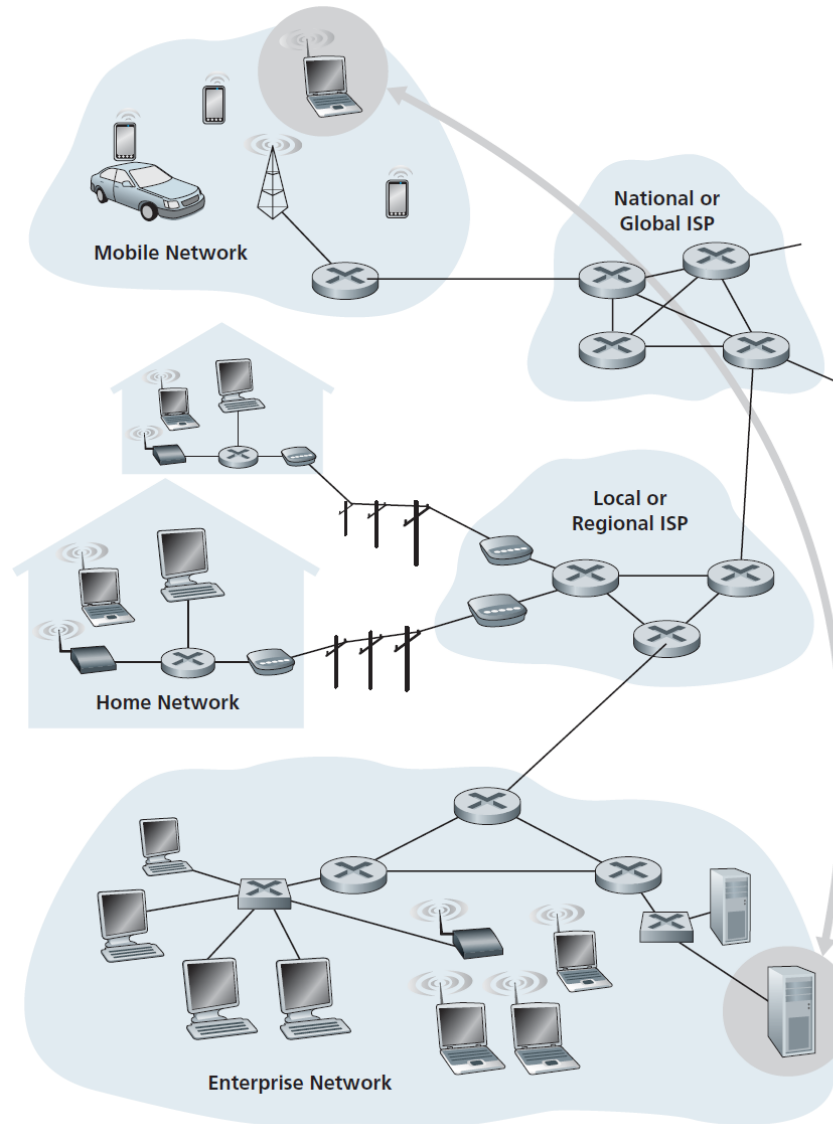 National or
Global ISP
Mobile Network
Local or
Regional ISP
Home Network
Enterprise Network